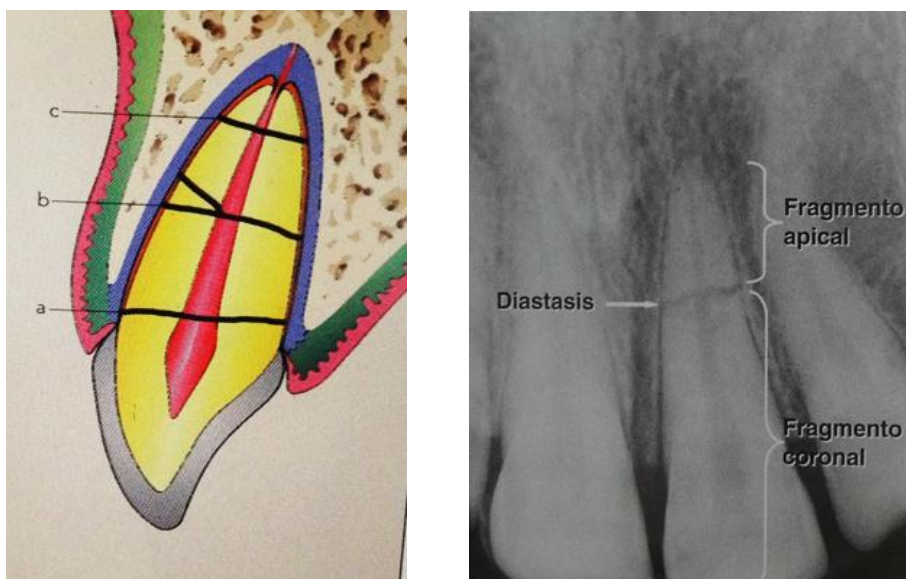 c
b
a
Fragmento
apical
Diastasis
Fragmento
coronal